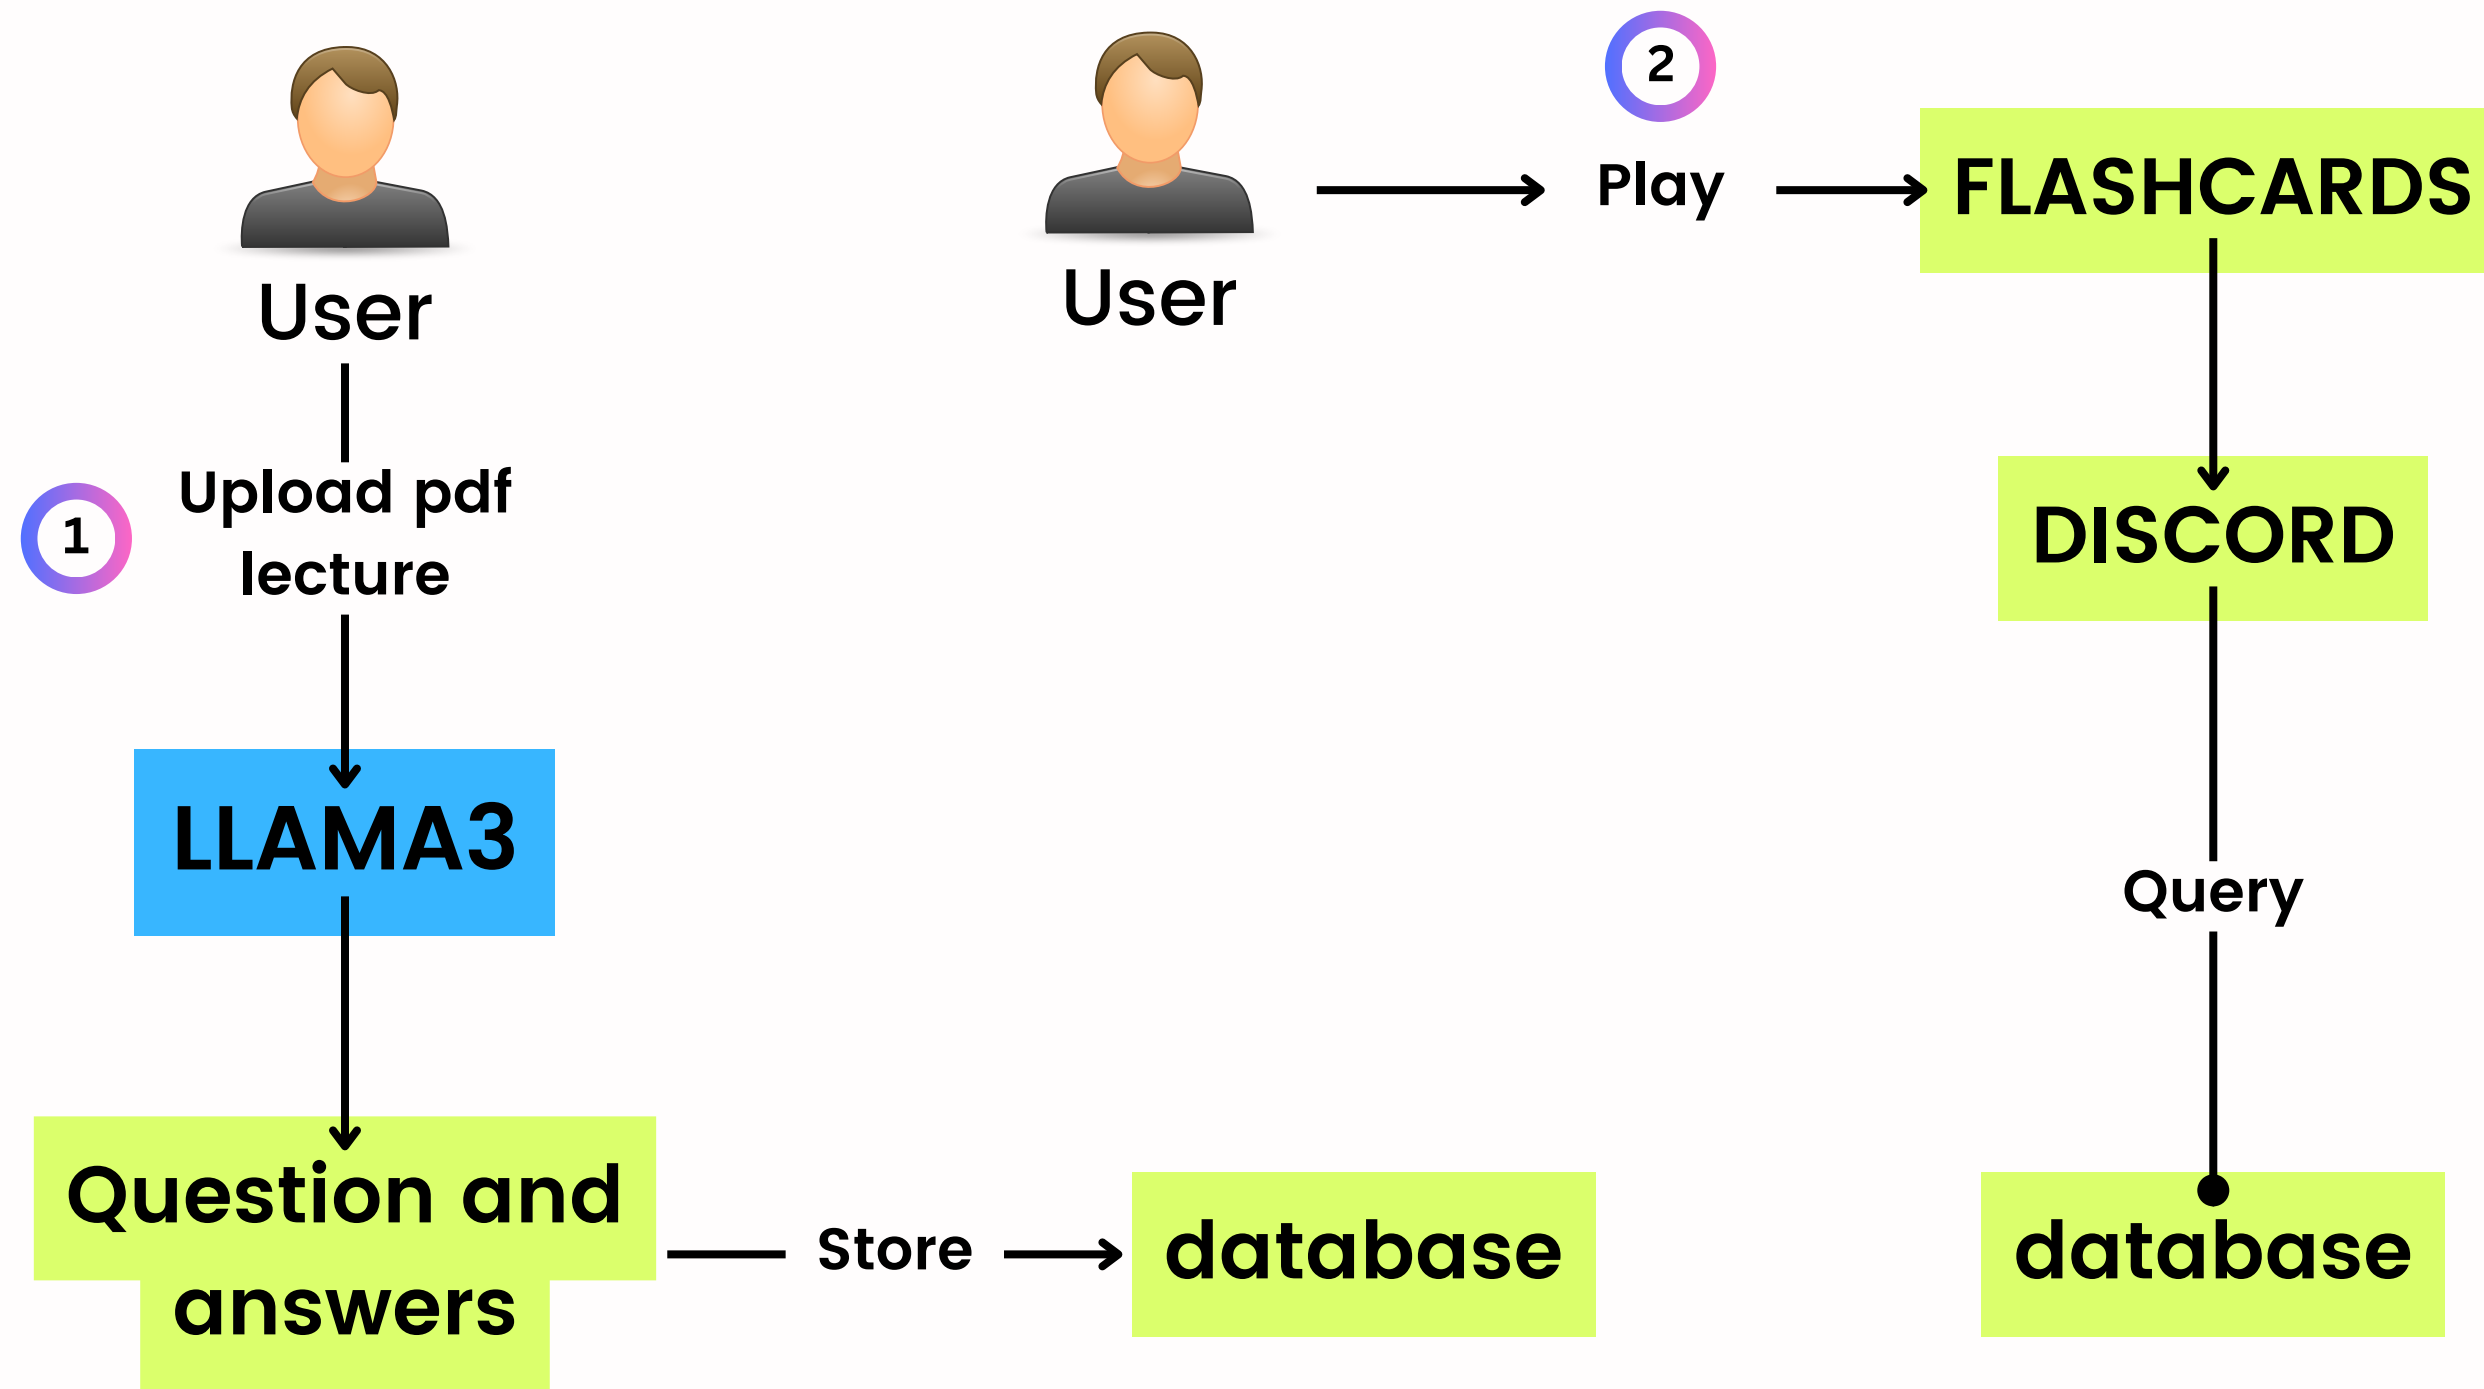 User
1
Upload pdf
lecture
LLAMA3
Question and
answers
Store
database
User
2
Play
FLASHCARDS
DISCORD
Query
database